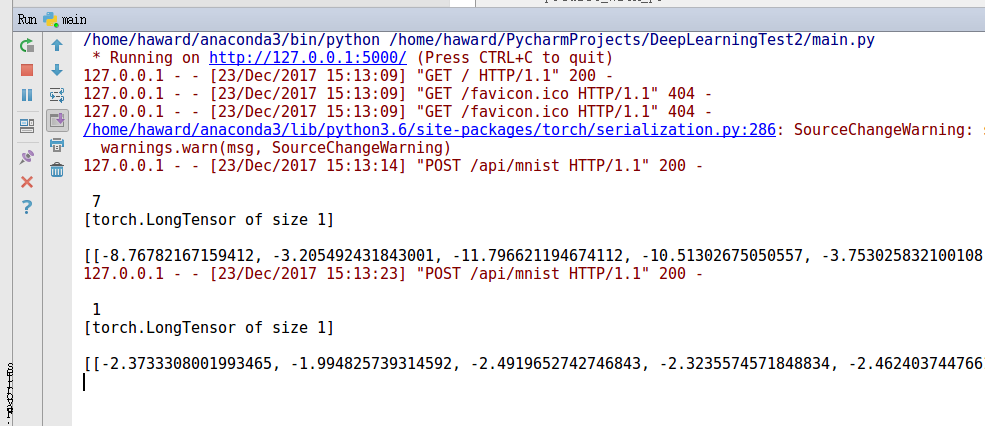 Run main
/home/haward/anaconda3/bin/python /home/haward/PycharmProjects/DeepLearningTest2/main.py
* Running on http://127.0.0.1:5000/ (Press CTRL+C to quit)
127.0.0.1 - - [23/Dec/2017 15:13:09] "GET / HTTP/1.1" 200 -
127.0.0.1 - - [23/Dec/2017 15:13:09] "GET /favicon.ico HTTP/1.1" 404 -
127.0.0.1 - - [23/Dec/2017 15:13:09] "GET /favicon.ico HTTP/1.1" 404 -
/home/haward/anaconda3/lib/python3.6/site-packages/torch/serialization.py:286: SourceChangeWarning:
warnings.warn(msg, SourceChangeWarning)
127.0.0.1 - - [23/Dec/2017 15:13:14] "POST /api/mnist HTTP/1.1" 200 -
7
[torch.LongTensor of size 1]
[[-8.76782167159412, -3.205492431843001, -11.796621194674112, -10.51302675050557, -3.753025832100108
127.0.0.1 - - [23/Dec/2017 15:13:23] "POST /api/mnist HTTP/1.1" 200 -
1
[torch.LongTensor of size 1]
[[-2.3733308001993465, -1.994825739314592, -2.4919652742746843, -2.3235574571848834, -2.462403744766